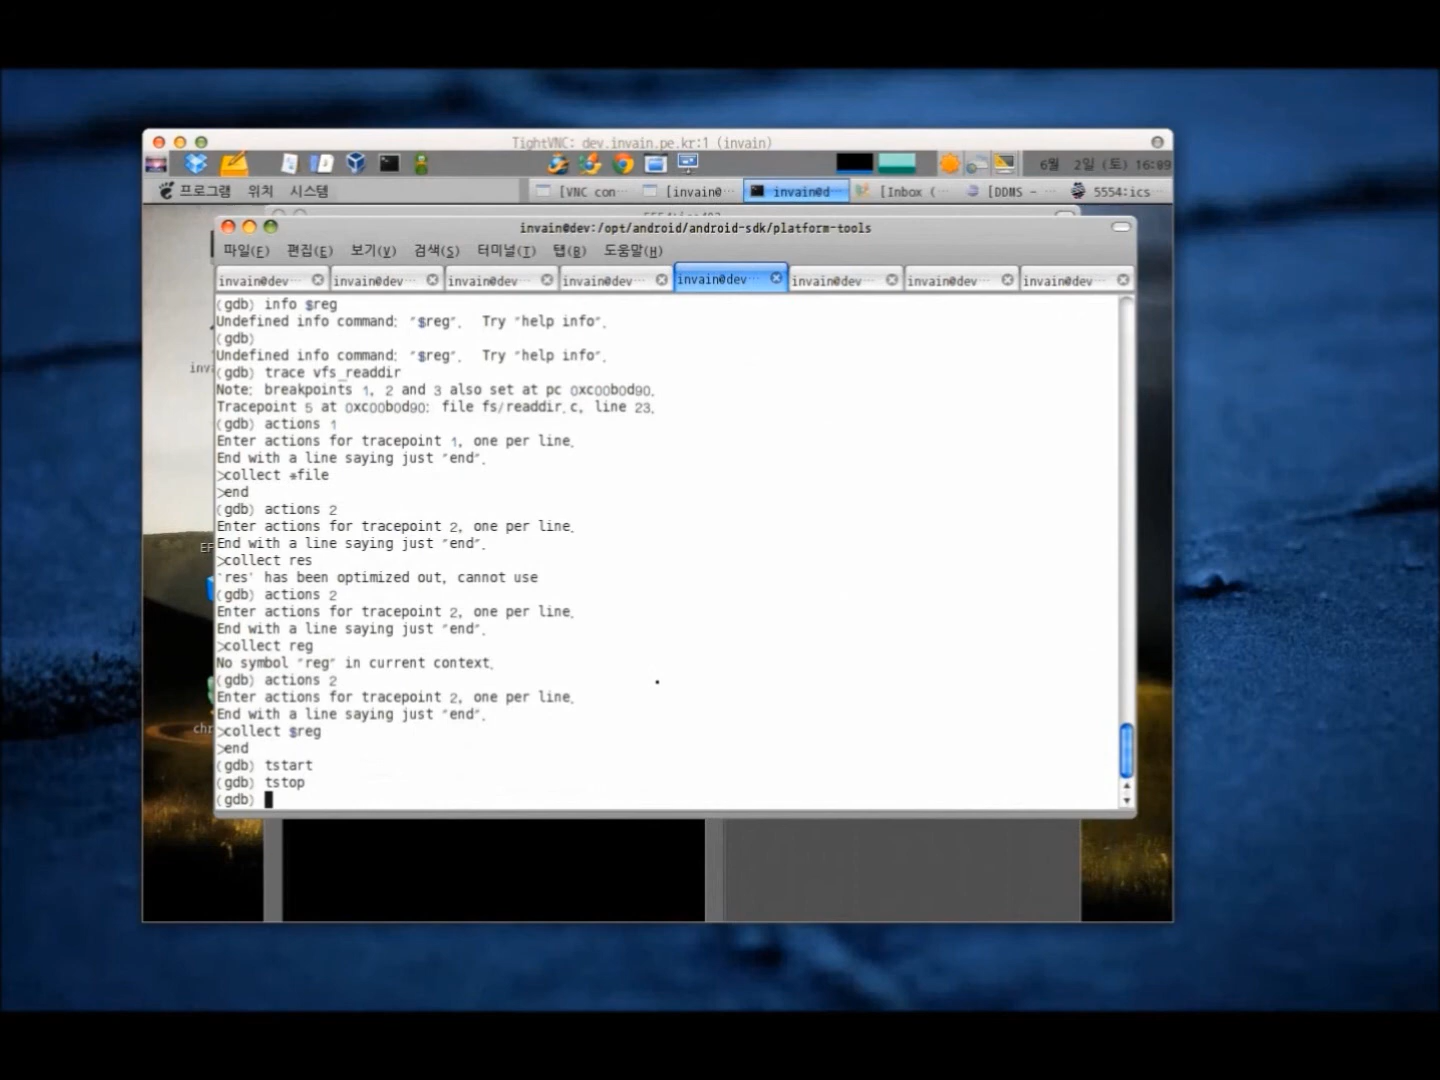 TightVNC: dev.invain.pe.kr:1 (invain)
6월 2일 (토) 16:09
프로그램 위치 시스템
[VNC con…
[invain@…
invain@d…
[Inbox (…
[DDMS - …
5554:ics…
invain@dev:/opt/android/android-sdk/platform-tools
파일(F) 편집(E) 보기(V) 검색(S) 터미널(T) 탭(B) 도움말(H)
invain@dev… invain@dev… invain@dev… invain@dev… invain@dev… invain@dev… invain@dev… invain@dev…
(gdb) info $reg
Undefined info command: "$reg".  Try "help info".
(gdb)
Undefined info command: "$reg".  Try "help info".
(gdb) trace vfs_readdir
Note: breakpoints 1, 2 and 3 also set at pc 0xc00b0d90.
Tracepoint 5 at 0xc00b0d90: file fs/readdir.c, line 23.
(gdb) actions 1
Enter actions for tracepoint 1, one per line.
End with a line saying just "end".
>collect *file
>end
(gdb) actions 2
Enter actions for tracepoint 2, one per line.
End with a line saying just "end".
>collect res
`res' has been optimized out, cannot use
(gdb) actions 2
Enter actions for tracepoint 2, one per line.
End with a line saying just "end".
>collect reg
No symbol "reg" in current context.
(gdb) actions 2
Enter actions for tracepoint 2, one per line.
End with a line saying just "end".
>collect $reg
>end
(gdb) tstart
(gdb) tstop
(gdb)
inva
EF
chr